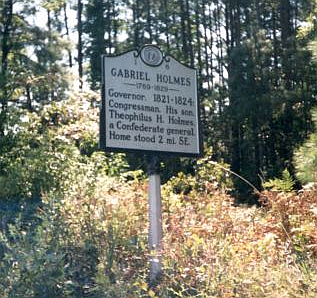 GABRIEL HOLMES
1769-1829
Governor. 1821-1824;
Congressman. His son,
Theophilus H. Holmes,
a Confederate general.
Home stood 2 mi. SE.